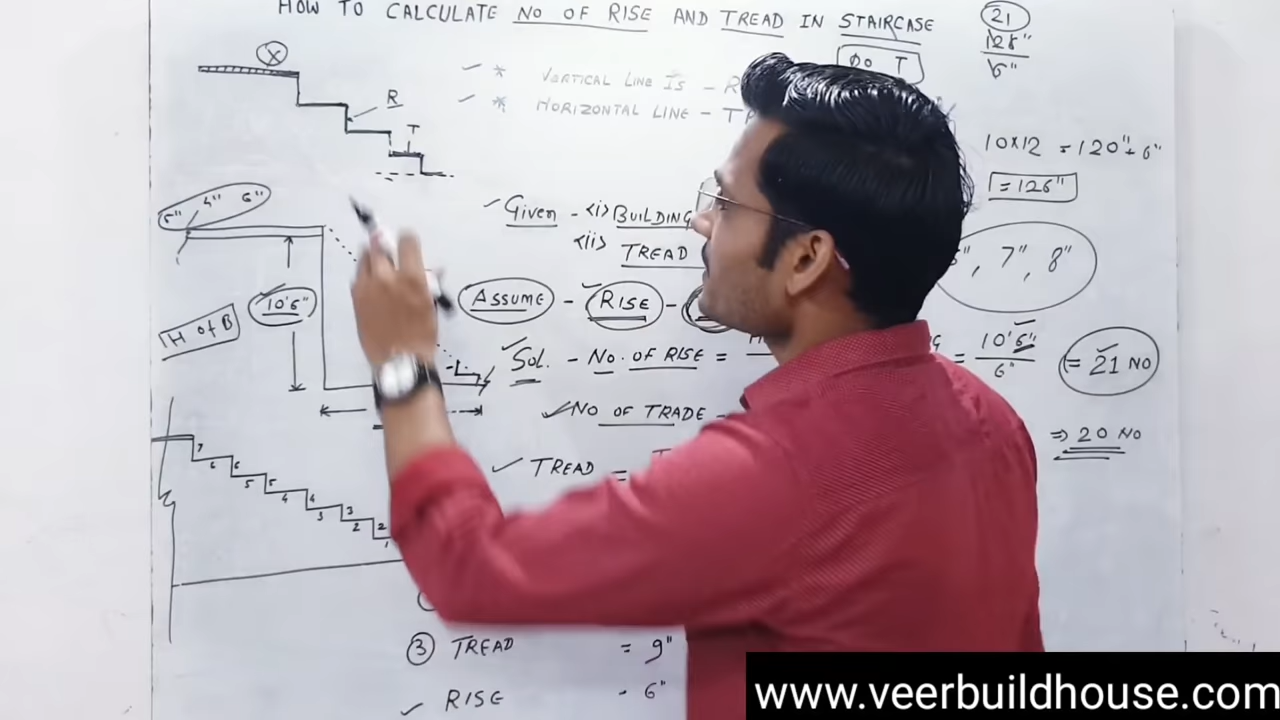 HOW TO CALCULATE NO OF RISE AND TREAD IN STAIRCASE
21
126"
6"
X
* VERTICAL LINE IS - R
* HORIZONTAL LINE - T
R
T
10x12 = 120" + 6"
= 126"
5" 4" 6"
Given - (i) BUILDING
(ii) TREAD
, 7", 8"
10'6"
H of B
ASSUME - RISE -
Sol. - NO. OF RISE = = 10'6" = 21 NO
6"
NO OF TRADE -
⇒ 20 NO
TREAD =
7
6 6
5 5
4 4
3 3
2 2
1
3 TREAD = 9"
RISE - 6"
www.veerbuildhouse.com